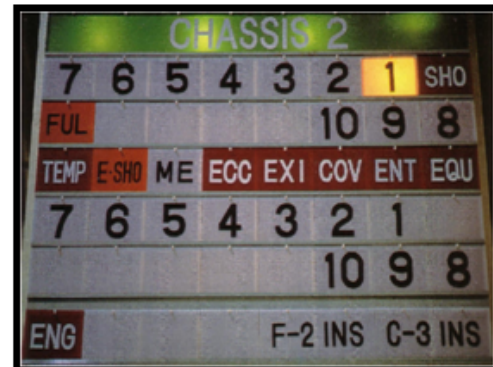 CHASSIS 2
7 6 5 4 3 2 1 SHO
FUL 10 9 8
TEMP E-SHO ME ECC EXI COV ENT EQU
7 6 5 4 3 2 1
10 9 8
ENG F-2 INS C-3 INS